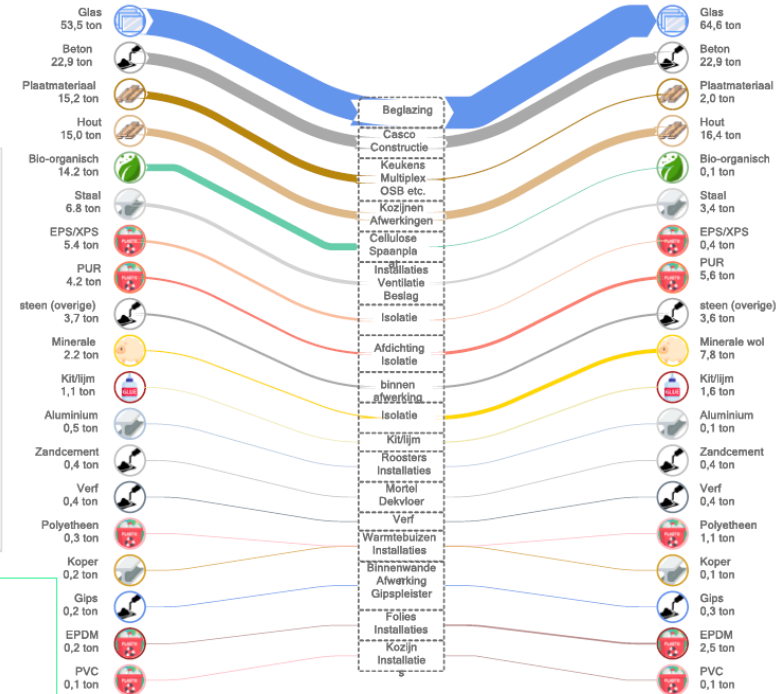 Glas
53,5 ton
Beton
22,9 ton
Plaatmateriaal
15,2 ton
Hout
15,0 ton
Bio-organisch
14.2 ton
Staal
6.8 ton
EPS/XPS
5.4 ton
PUR
4.2 ton
steen (overige)
3,7 ton
Minerale
2.2 ton
Kit/lijm
1,1 ton
Aluminium
0,5 ton
Zandcement
0,4 ton
Verf
0,4 ton
Polyetheen
0,3 ton
Koper
0,2 ton
Gips
0,2 ton
EPDM
0,2 ton
PVC
0,1 ton
Beglazing
Casco
Constructie
Keukens
Multiplex
OSB etc.
Kozijnen
Afwerkingen
Cellulose
Spaanpla
Installaties
Ventilatie
Beslag
Isolatie
Afdichting
Isolatie
binnen
afwerking
Isolatie
Kit/lijm
Roosters
Installaties
Mortel
Dekvloer
Verf
Warmtebuizen
Installaties
Binnenwande
Afwerking
Gipspleister
Folies
Installaties
Kozijn
Installatie
s
Glas
64,6 ton
Beton
22,9 ton
Plaatmateriaal
2,0 ton
Hout
16,4 ton
Bio-organisch
0,1 ton
Staal
3,4 ton
EPS/XPS
0,4 ton
PUR
5,6 ton
steen (overige)
3,6 ton
Minerale wol
7,8 ton
Kit/lijm
1,6 ton
Aluminium
0,1 ton
Zandcement
0,4 ton
Verf
0,4 ton
Polyetheen
1,1 ton
Koper
0,1 ton
Gips
0,3 ton
EPDM
2,5 ton
PVC
0,1 ton